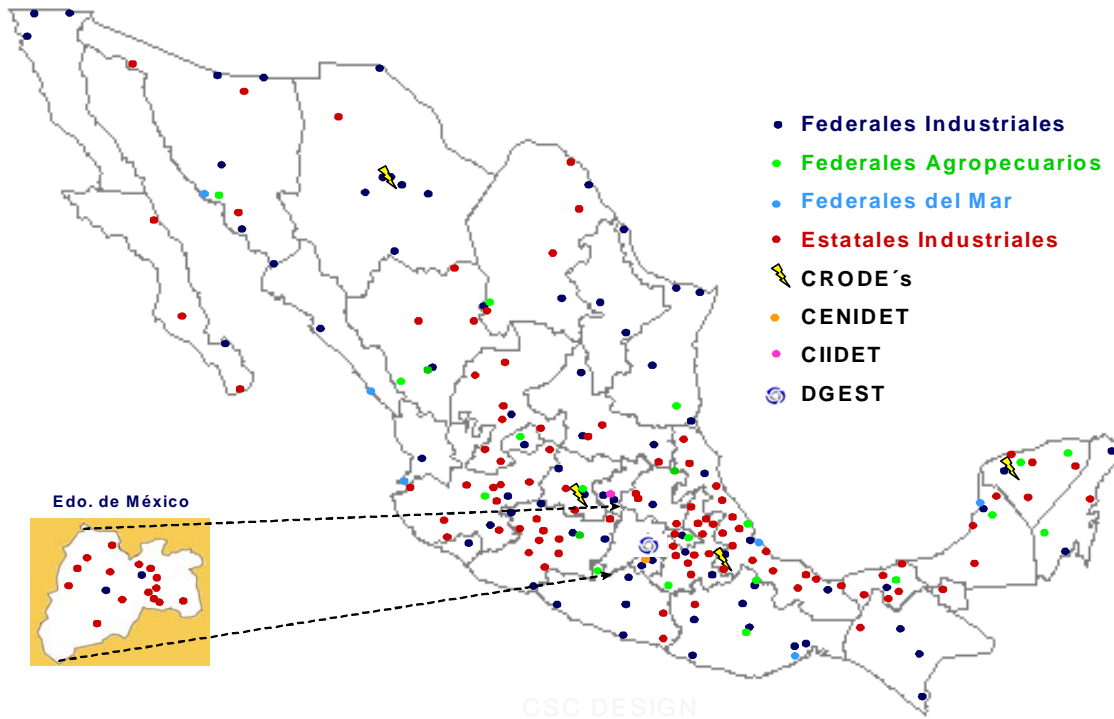 Federales Industriales
Federales Agropecuarios
Federales del Mar
Estatales Industriales
CRODE´s
CENIDET
CIIDET
DGEST
Edo. de México
CSC DESIGN